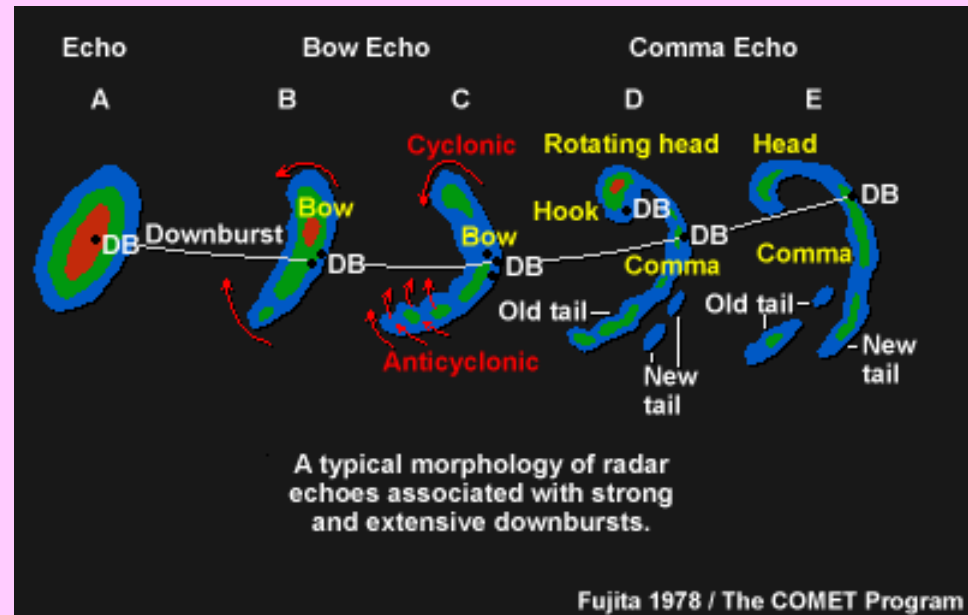 Echo
Bow Echo
Comma Echo
A
B
C
D
E
Cyclonic
Rotating head
Head
Bow
Hook
DB
DB
DB
Downburst
Bow
DB
DB
DB
Comma
Comma
Old tail
Old tail
Anticyclonic
New
tail
New
tail
A typical morphology of radar
echoes associated with strong
and extensive downbursts.
Fujita 1978 / The COMET Program